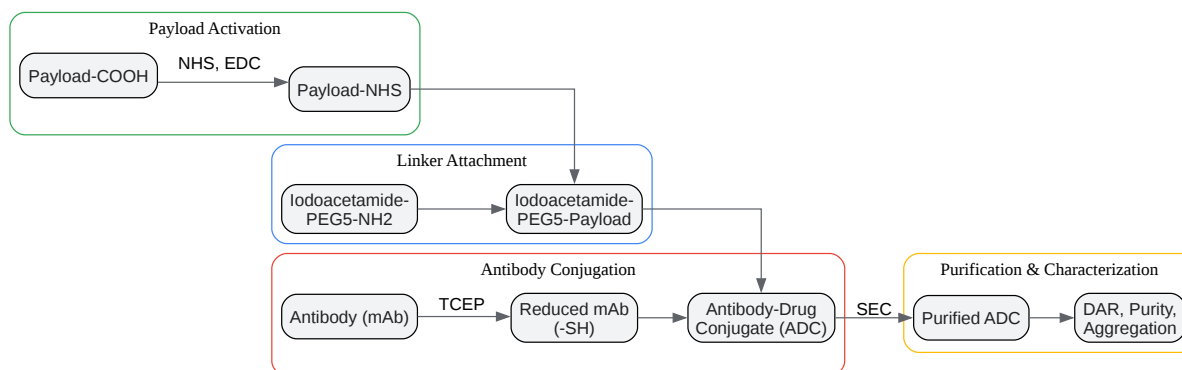 Payload Activation
Payload-COOH
NHS, EDC
Payload-NHS
Linker Attachment
Iodoacetamide-
PEG5-NH2
Iodoacetamide-
PEG5-Payload
Antibody Conjugation
Antibody (mAb)
TCEP
Reduced mAb
(-SH)
Antibody-Drug
Conjugate (ADC)
SEC
Purification & Characterization
Purified ADC
DAR, Purity,
Aggregation